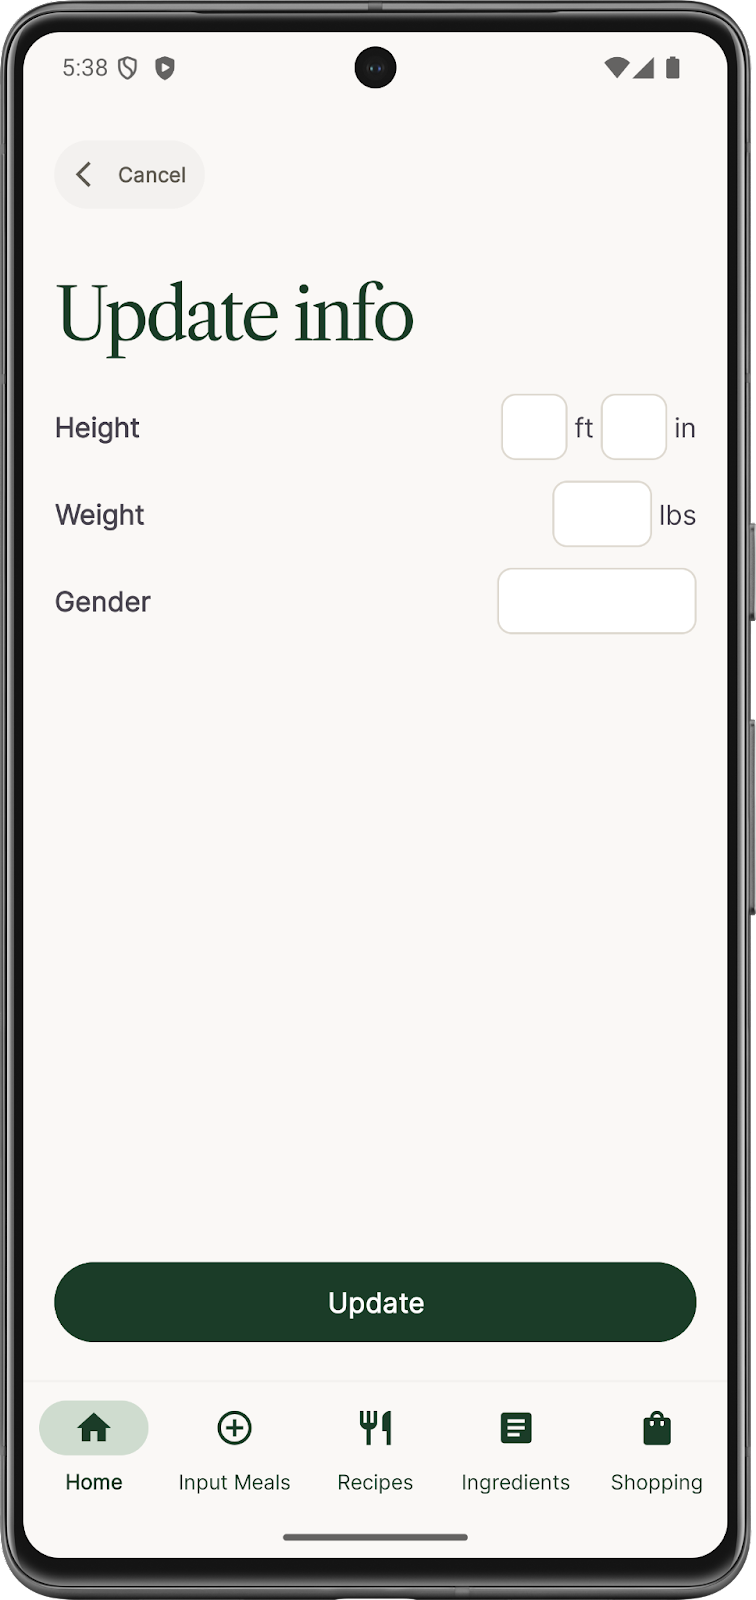 5:38
Cancel
Update info
Height ft in
Weight lbs
Gender
Update
Home Input Meals Recipes Ingredients Shopping